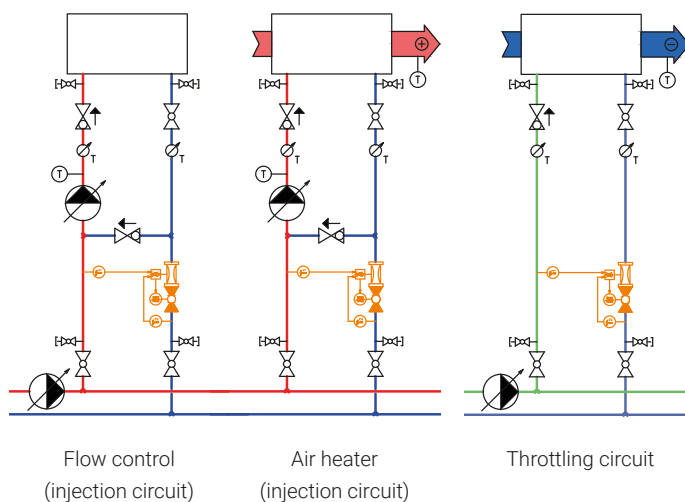 T
T
T
T
T
T
T
T
T
T
Flow control
(injection circuit)
Air heater
(injection circuit)
Throttling circuit